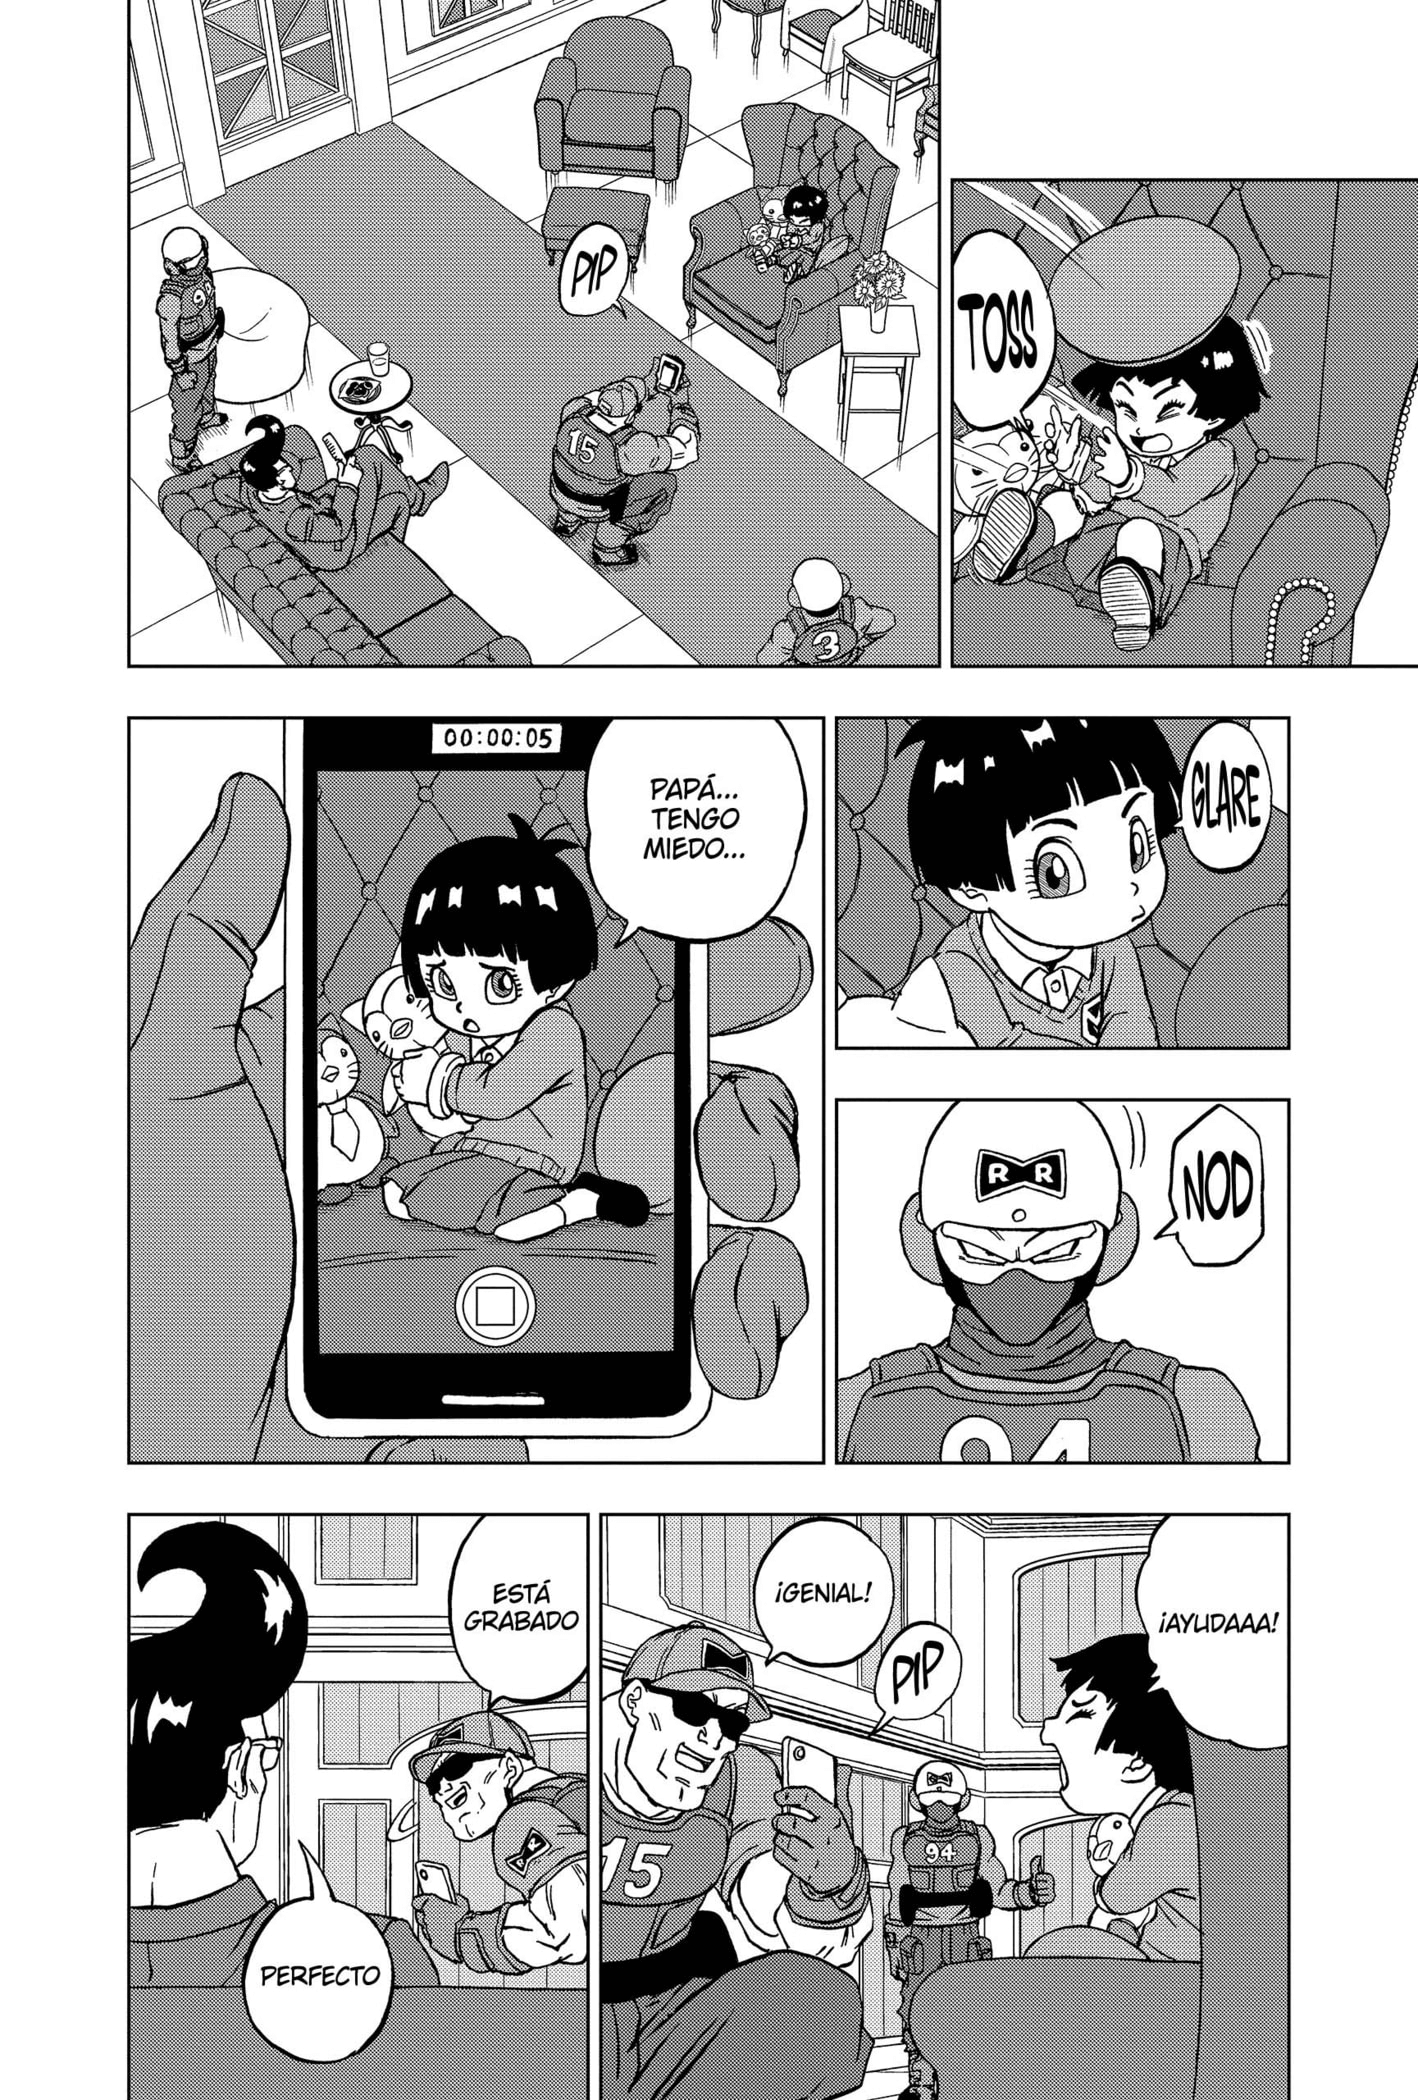 TOSS
PIP
15
3
GLARE
NOD
R R
94
00:00:05
PAPÁ...
TENGO
MIEDO...
¡AYUDAAA!
¡GENIAL!
PIP
15
94
ESTÁ
GRABADO
PERFECTO